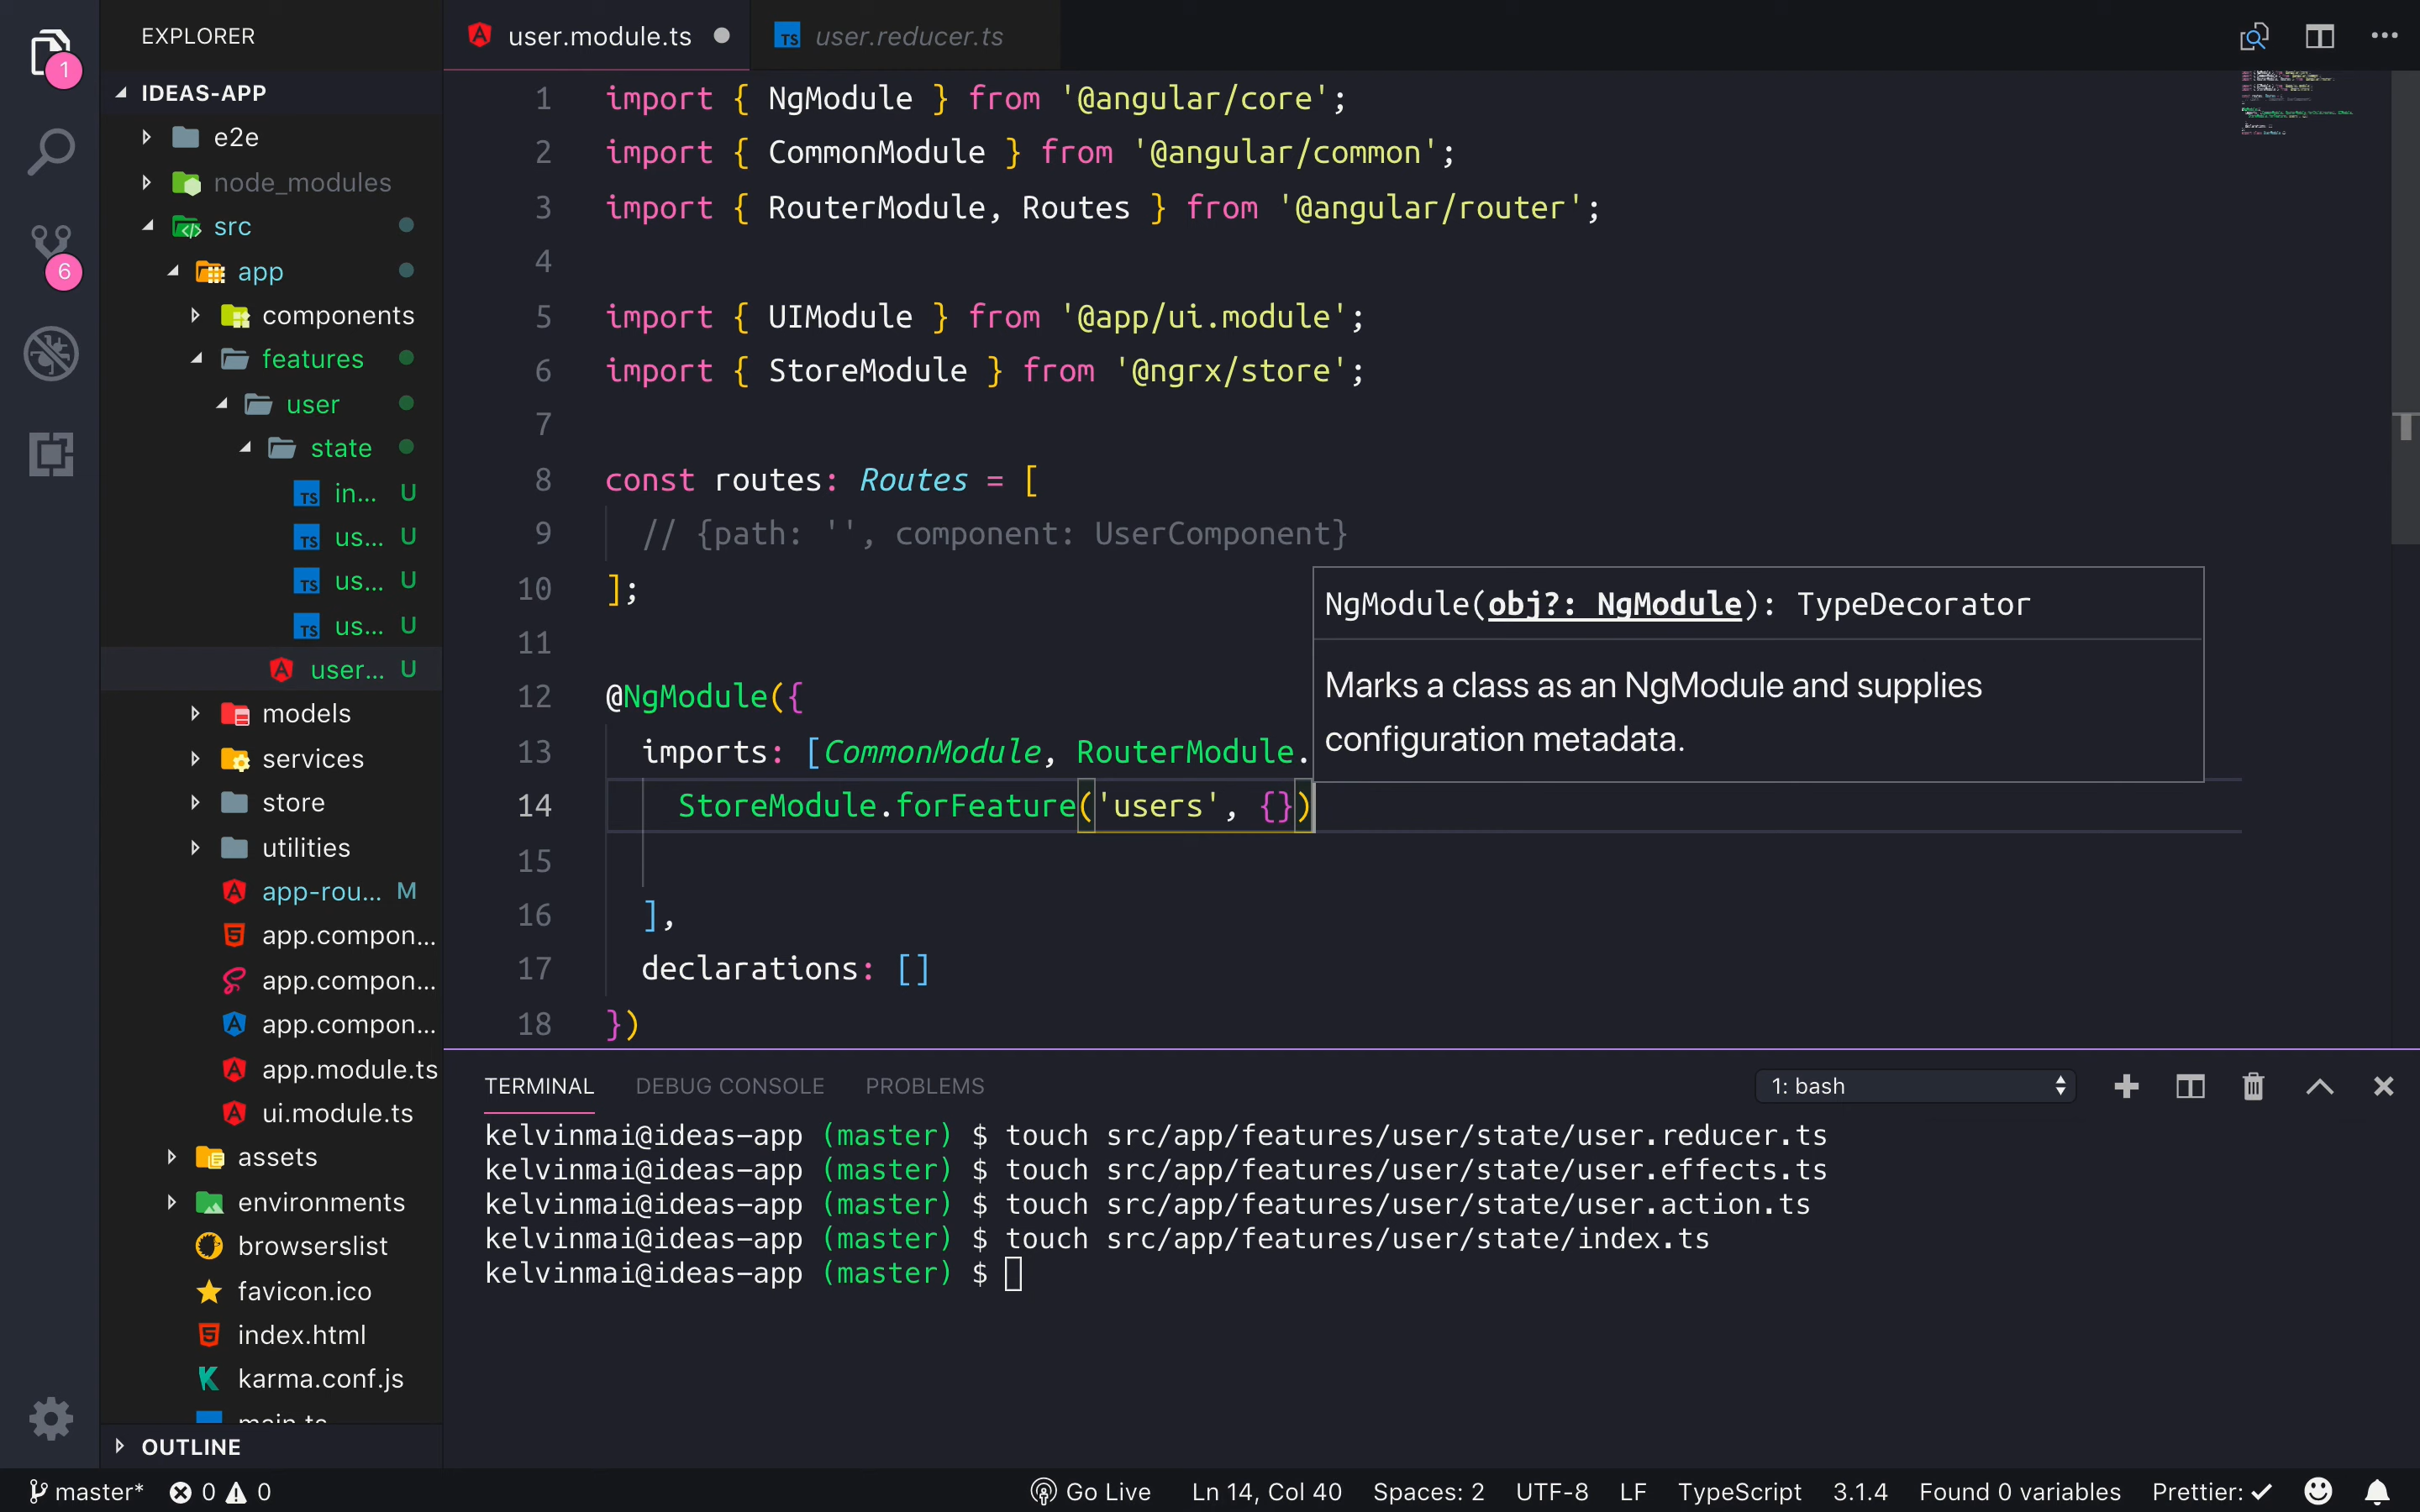 EXPLORER
IDEAS-APP
e2e
node_modules
src
app
components
features
user
state
in... U
us... U
us... U
us... U
user... U
models
services
store
utilities
app-rou... M
app.compon...
app.compon...
app.compon...
app.module.ts
ui.module.ts
assets
environments
browserslist
favicon.ico
index.html
karma.conf.js
main.ts
OUTLINE
1
6
user.module.ts
TS user.reducer.ts
1 import { NgModule } from '@angular/core';
2 import { CommonModule } from '@angular/common';
3 import { RouterModule, Routes } from '@angular/router';
4
5 import { UIModule } from '@app/ui.module';
6 import { StoreModule } from '@ngrx/store';
7
8 const routes: Routes = [
9 // {path: '', component: UserComponent}
10 ];
11
12 @NgModule({
13 imports: [CommonModule, RouterModule.
14 StoreModule.forFeature('users', {})
15
16 ],
17 declarations: []
18 })
NgModule(obj?: NgModule): TypeDecorator
Marks a class as an NgModule and supplies
configuration metadata.
TERMINAL DEBUG CONSOLE PROBLEMS 1: bash
kelvinmai@ideas-app (master) $ touch src/app/features/user/state/user.reducer.ts
kelvinmai@ideas-app (master) $ touch src/app/features/user/state/user.effects.ts
kelvinmai@ideas-app (master) $ touch src/app/features/user/state/user.action.ts
kelvinmai@ideas-app (master) $ touch src/app/features/user/state/index.ts
kelvinmai@ideas-app (master) $
master* 0 0 Go Live Ln 14, Col 40 Spaces: 2 UTF-8 LF TypeScript 3.1.4 Found 0 variables Prettier: ✓